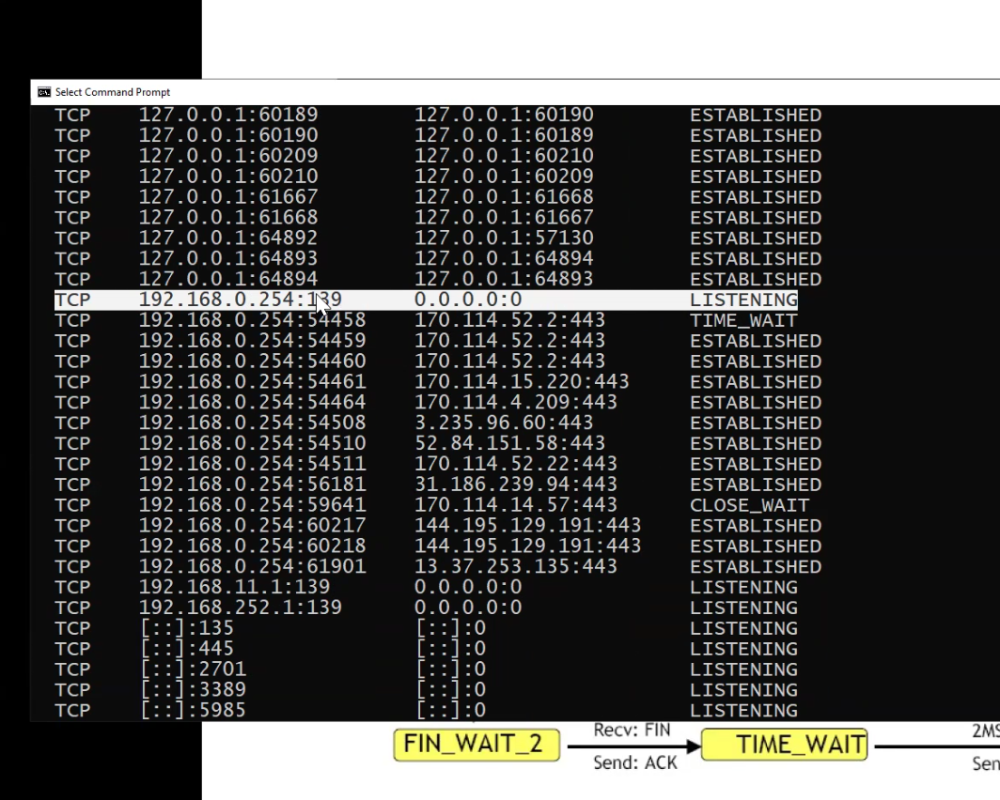 Select Command Prompt
TCP 127.0.0.1:60189 127.0.0.1:60190 ESTABLISHED
TCP 127.0.0.1:60190 127.0.0.1:60189 ESTABLISHED
TCP 127.0.0.1:60209 127.0.0.1:60210 ESTABLISHED
TCP 127.0.0.1:60210 127.0.0.1:60209 ESTABLISHED
TCP 127.0.0.1:61667 127.0.0.1:61668 ESTABLISHED
TCP 127.0.0.1:61668 127.0.0.1:61667 ESTABLISHED
TCP 127.0.0.1:64892 127.0.0.1:57130 ESTABLISHED
TCP 127.0.0.1:64893 127.0.0.1:64894 ESTABLISHED
TCP 127.0.0.1:64894 127.0.0.1:64893 ESTABLISHED
TCP 192.168.0.254:139 0.0.0.0:0 LISTENING
TCP 192.168.0.254:54458 170.114.52.2:443 TIME_WAIT
TCP 192.168.0.254:54459 170.114.52.2:443 ESTABLISHED
TCP 192.168.0.254:54460 170.114.52.2:443 ESTABLISHED
TCP 192.168.0.254:54461 170.114.15.220:443 ESTABLISHED
TCP 192.168.0.254:54464 170.114.4.209:443 ESTABLISHED
TCP 192.168.0.254:54508 3.235.96.60:443 ESTABLISHED
TCP 192.168.0.254:54510 52.84.151.58:443 ESTABLISHED
TCP 192.168.0.254:54511 170.114.52.22:443 ESTABLISHED
TCP 192.168.0.254:56181 31.186.239.94:443 ESTABLISHED
TCP 192.168.0.254:59641 170.114.14.57:443 CLOSE_WAIT
TCP 192.168.0.254:60217 144.195.129.191:443 ESTABLISHED
TCP 192.168.0.254:60218 144.195.129.191:443 ESTABLISHED
TCP 192.168.0.254:61901 13.37.253.135:443 ESTABLISHED
TCP 192.168.11.1:139 0.0.0.0:0 LISTENING
TCP 192.168.252.1:139 0.0.0.0:0 LISTENING
TCP [::]:135 [::]:0 LISTENING
TCP [::]:445 [::]:0 LISTENING
TCP [::]:2701 [::]:0 LISTENING
TCP [::]:3389 [::]:0 LISTENING
TCP [::]:5985 [::]:0 LISTENING
FIN_WAIT_2
Recv: FIN
Send: ACK
TIME_WAIT
2MS
Sen